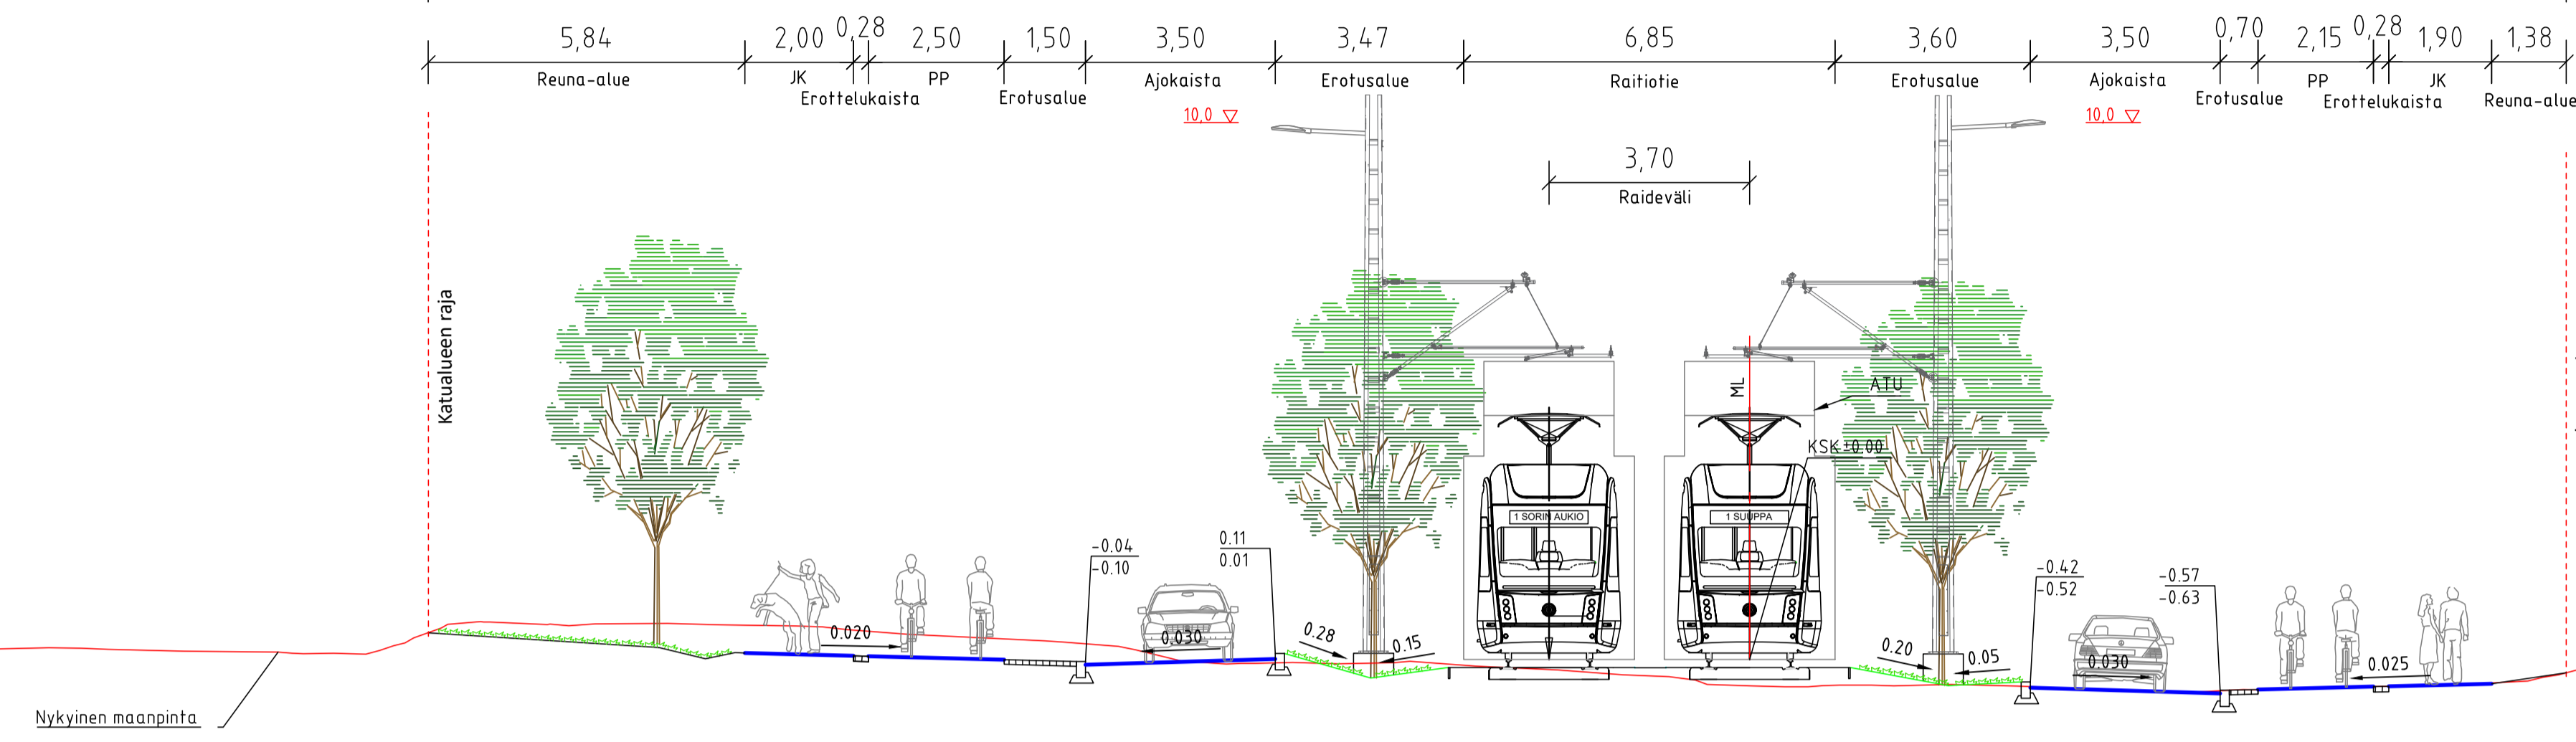 5,84 2,00 0,28 2,50 1,50 3,50 3,47 6,85 3,60 3,50 0,70 2,15 0,28 1,90 1,38
Reuna-alue JK PP Ajokaista Erotusalue Raitiotie Erotusalue Ajokaista PP JK
Erottelukaista Erotusalue Erotusalue Erottelukaista Reuna-alue
10,0 10,0
3,70
Raideväli
Katualueen raja
ML
ATU
KSK±0.00
1 SORIN AUKIO 1 SUUPPA
-0.04
-0.10
0.11
0.01
-0.42
-0.52
-0.57
-0.63
0.020
0.030
0.28
0.15
0.20
0.05
0.030
0.025
Nykyinen maanpinta